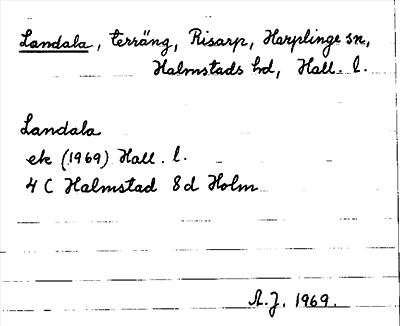 Landala, terräng, Risarp, Harplinge sn,
Halmstads hd, Hall. l.
Landala
ek (1969) Hall. l.
4 C Halmstad 8 d Holm
A.J. 1969.